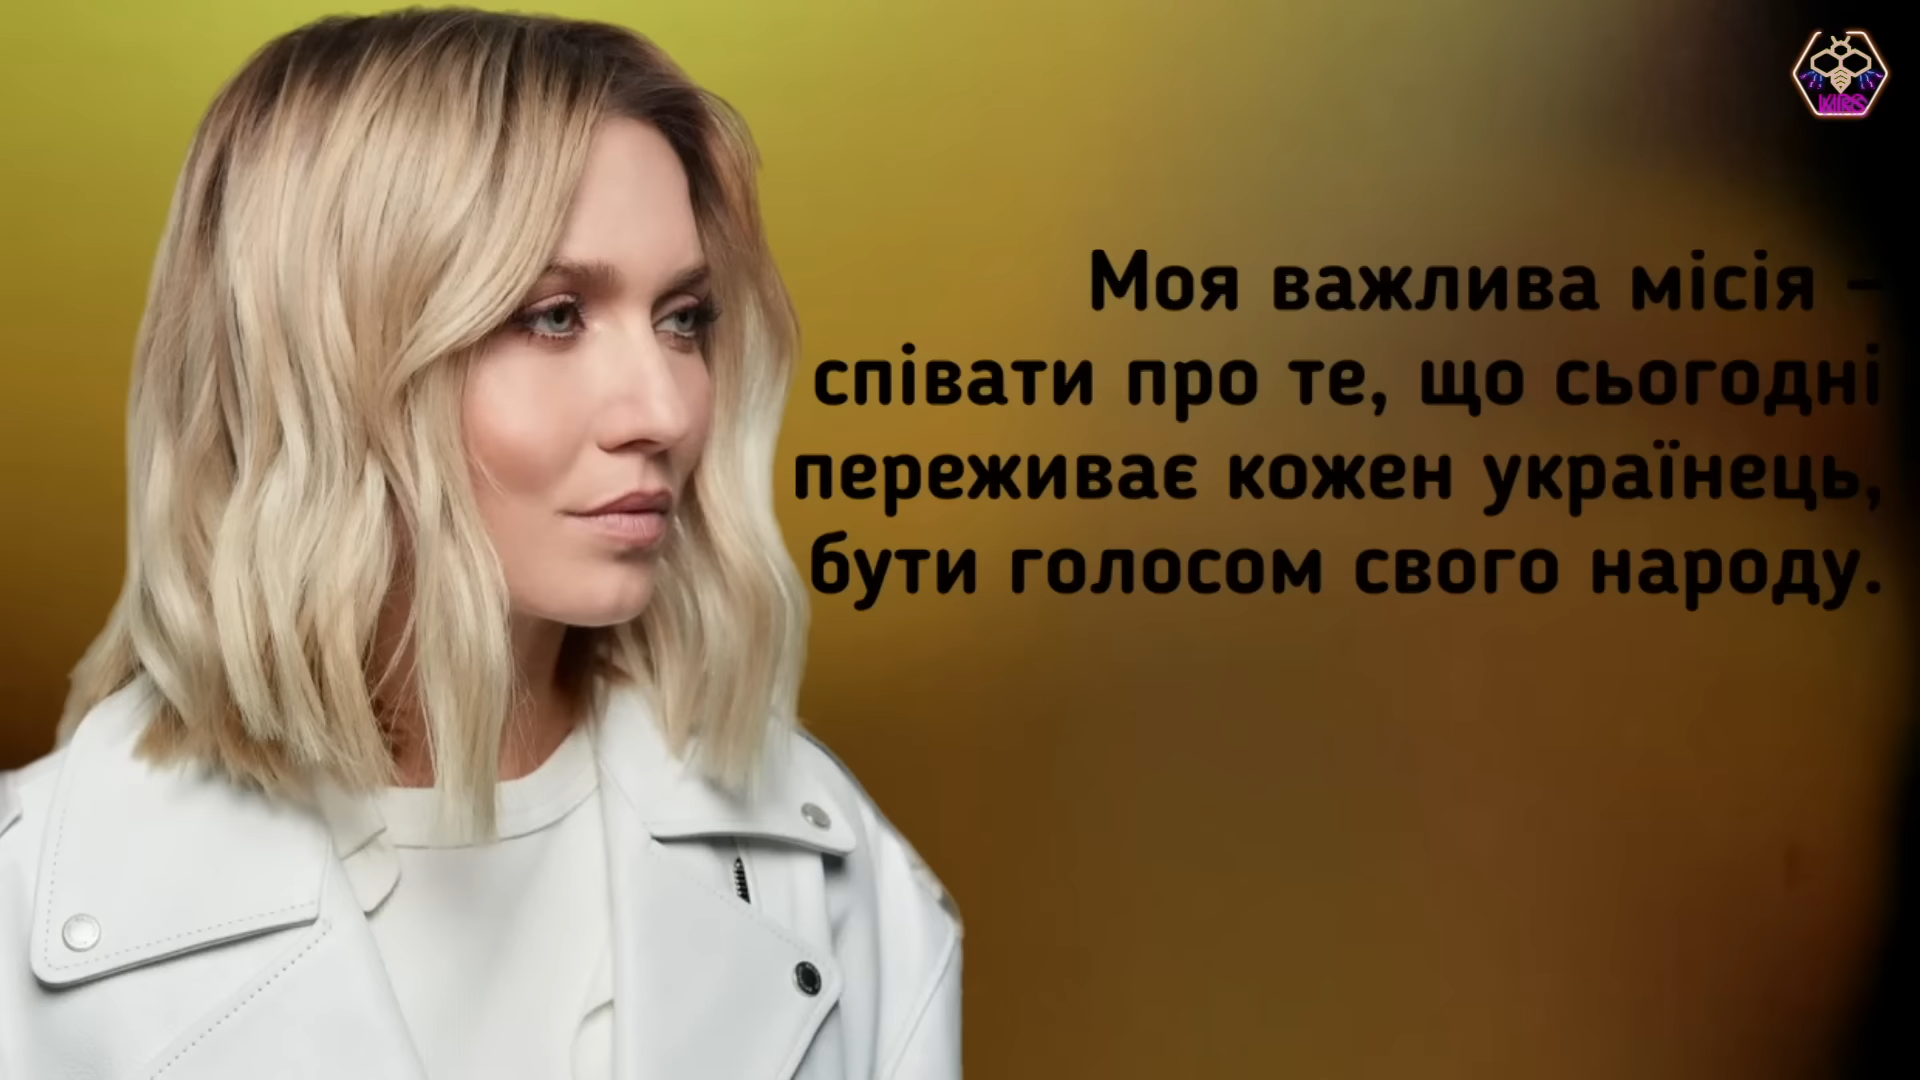 Моя важлива місія –
співати про те, що сьогодні
переживає кожен українець,
бути голосом свого народу.